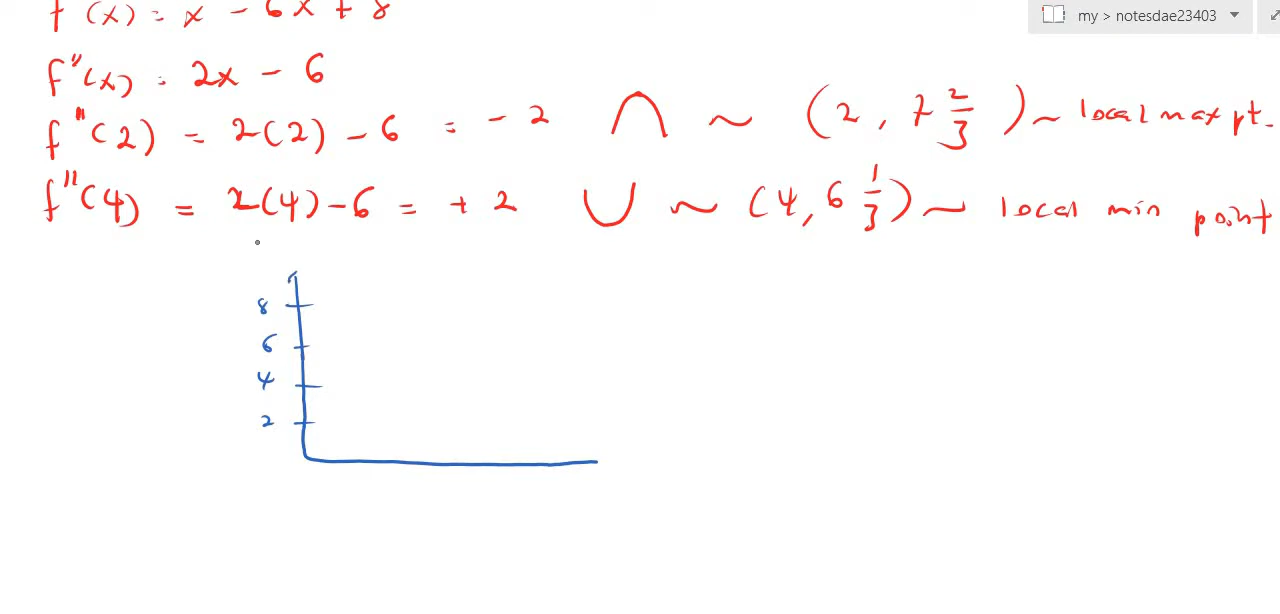 my > notesdae23403
f'(x) = x² - 6x + 8
f"(x) = 2x - 6
f"(2) = 2(2) - 6 = - 2 ∩ ~ (2, 7 2/3) ~ local max pt.
f"(4) = 2(4) - 6 = + 2 ∪ ~ (4, 6 1/3) ~ local min point
8
6
4
2